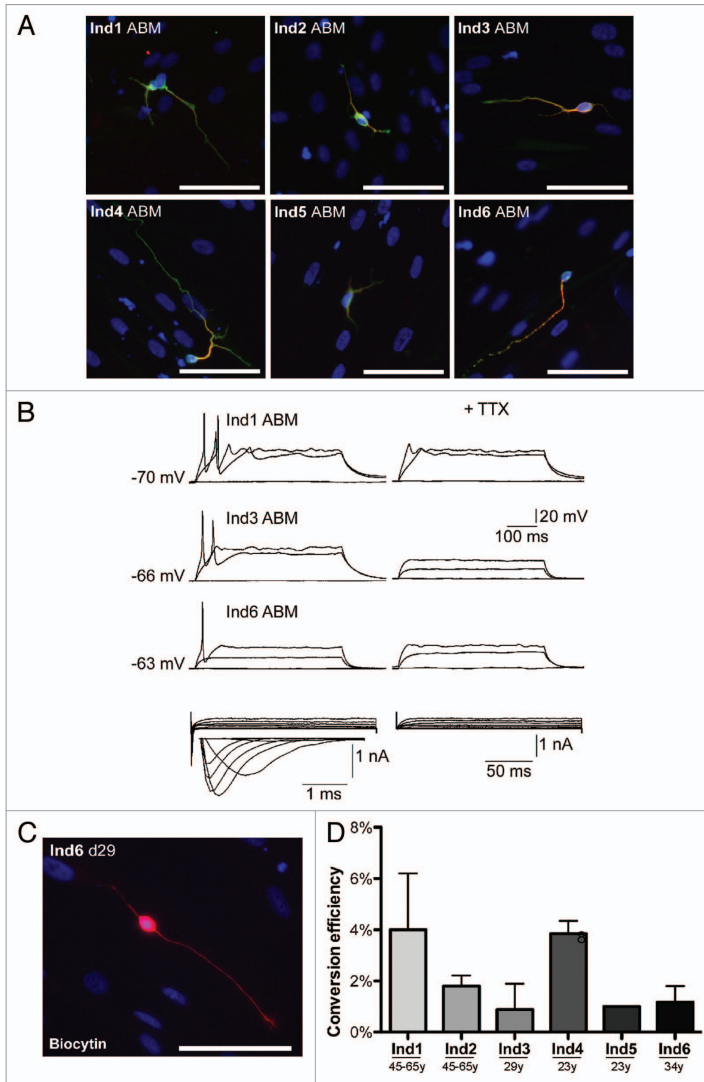 A
Ind1 ABM
Ind2 ABM
Ind3 ABM
Ind4 ABM
Ind5 ABM
Ind6 ABM
B
Ind1 ABM
+ TTX
-70 mV
Ind3 ABM
20 mV
100 ms
-66 mV
Ind6 ABM
-63 mV
1 nA
1 ms
1 nA
50 ms
C
Ind6 d29
Biocytin
D
Conversion efficiency
8%
6%
4%
2%
0%
Ind1 Ind2 Ind3 Ind4 Ind5 Ind6
45-65y 45-65y 29y 23y 23y 34y